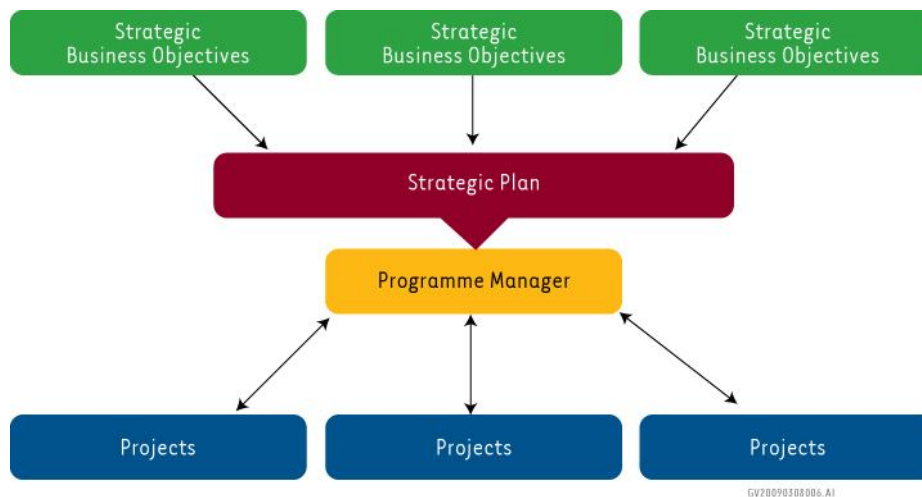 Strategic
Business Objectives
Strategic
Business Objectives
Strategic
Business Objectives
Strategic Plan
Programme Manager
Projects
Projects
Projects
GV20090308006.AI